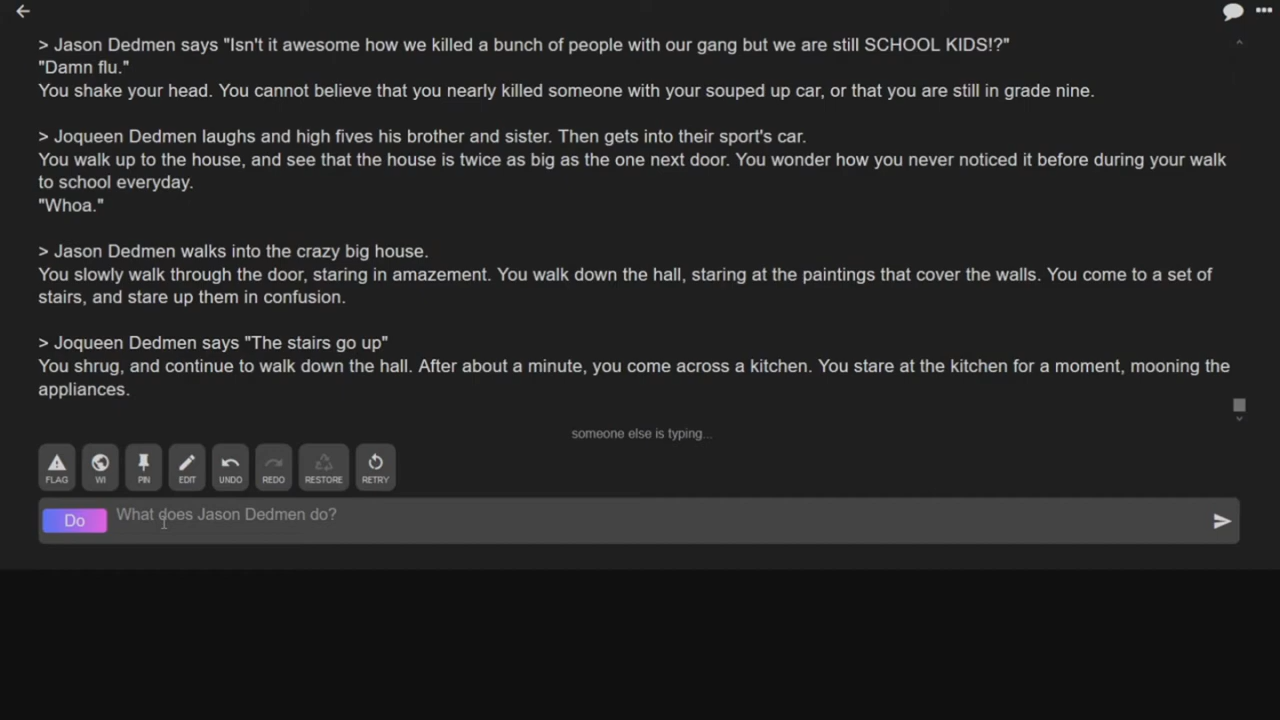 > Jason Dedmen says "Isn't it awesome how we killed a bunch of people with our gang but we are still SCHOOL KIDS!?"
"Damn flu."
You shake your head. You cannot believe that you nearly killed someone with your souped up car, or that you are still in grade nine.
> Joqueen Dedmen laughs and high fives his brother and sister. Then gets into their sport's car.
You walk up to the house, and see that the house is twice as big as the one next door. You wonder how you never noticed it before during your walk
to school everyday.
"Whoa."
> Jason Dedmen walks into the crazy big house.
You slowly walk through the door, staring in amazement. You walk down the hall, staring at the paintings that cover the walls. You come to a set of
stairs, and stare up them in confusion.
> Joqueen Dedmen says "The stairs go up"
You shrug, and continue to walk down the hall. After about a minute, you come across a kitchen. You stare at the kitchen for a moment, mooning the
appliances.
someone else is typing...
FLAG WI PIN EDIT UNDO REDO RESTORE RETRY
Do What does Jason Dedmen do?